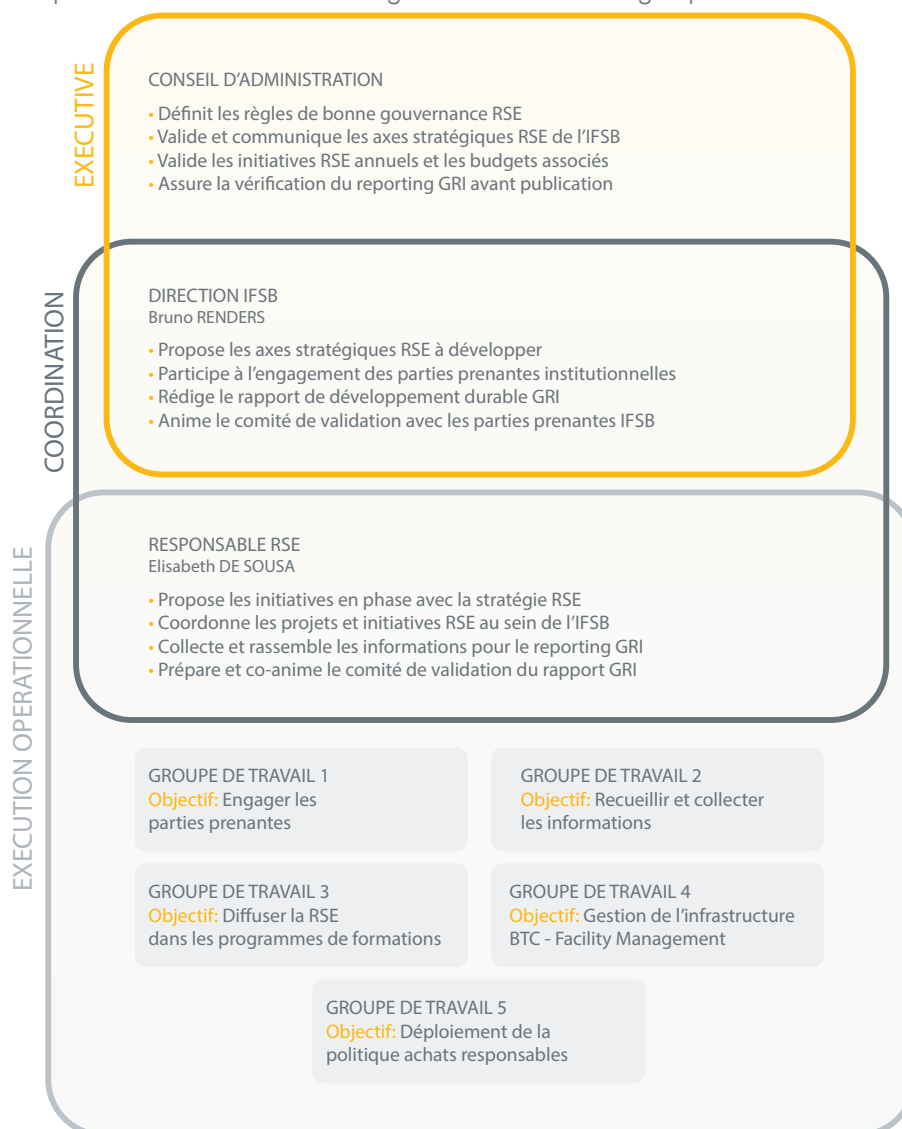 EXECUTIVE
CONSEIL D'ADMINISTRATION
• Définit les règles de bonne gouvernance RSE
• Valide et communique les axes stratégiques RSE de l'IFSB
• Valide les initiatives RSE annuels et les budgets associés
• Assure la vérification du reporting GRI avant publication
COORDINATION
DIRECTION IFSB
Bruno RENDERS
• Propose les axes stratégiques RSE à développer
• Participe à l'engagement des parties prenantes institutionnelles
• Rédige le rapport de développement durable GRI
• Anime le comité de validation avec les parties prenantes IFSB
EXECUTION OPERATIONNELLE
RESPONSABLE RSE
Elisabeth DE SOUSA
• Propose les initiatives en phase avec la stratégie RSE
• Coordonne les projets et initiatives RSE au sein de l'IFSB
• Collecte et rassemble les informations pour le reporting GRI
• Prépare et co-anime le comité de validation du rapport GRI
GROUPE DE TRAVAIL 1
Objectif: Engager les
parties prenantes
GROUPE DE TRAVAIL 2
Objectif: Recueillir et collecter
les informations
GROUPE DE TRAVAIL 3
Objectif: Diffuser la RSE
dans les programmes de formations
GROUPE DE TRAVAIL 4
Objectif: Gestion de l'infrastructure
BTC - Facility Management
GROUPE DE TRAVAIL 5
Objectif: Déploiement de la
politique achats responsables